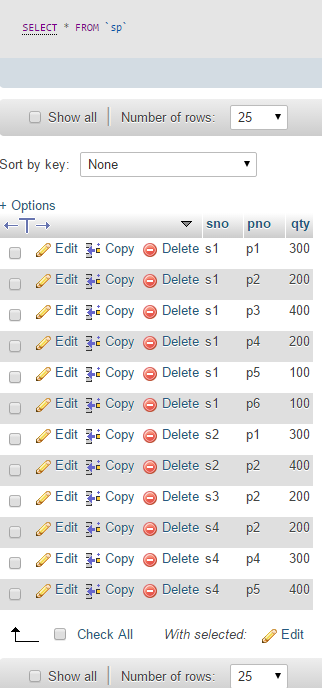 SELECT * FROM `sp`
Show all Number of rows: 25
Sort by key: None
+ Options
sno pno qty
Edit Copy Delete s1 p1 300
Edit Copy Delete s1 p2 200
Edit Copy Delete s1 p3 400
Edit Copy Delete s1 p4 200
Edit Copy Delete s1 p5 100
Edit Copy Delete s1 p6 100
Edit Copy Delete s2 p1 300
Edit Copy Delete s2 p2 400
Edit Copy Delete s3 p2 200
Edit Copy Delete s4 p2 200
Edit Copy Delete s4 p4 300
Edit Copy Delete s4 p5 400
Check All With selected: Edit
Show all Number of rows: 25